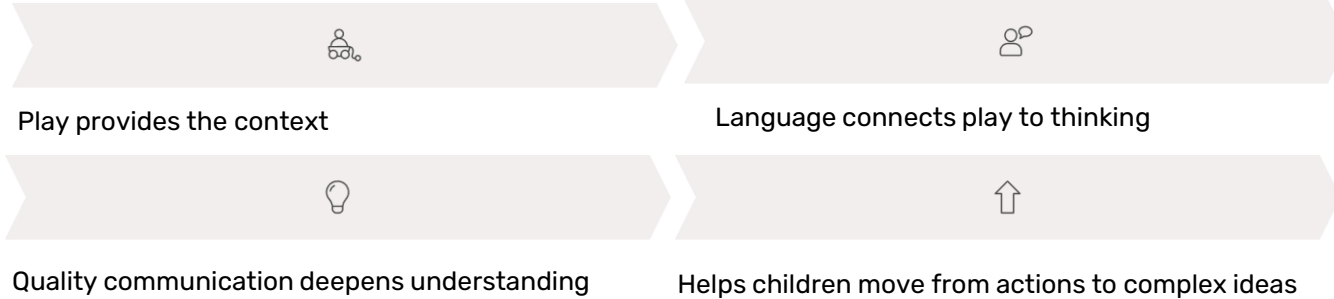 Play provides the context
Language connects play to thinking
Quality communication deepens understanding
Helps children move from actions to complex ideas